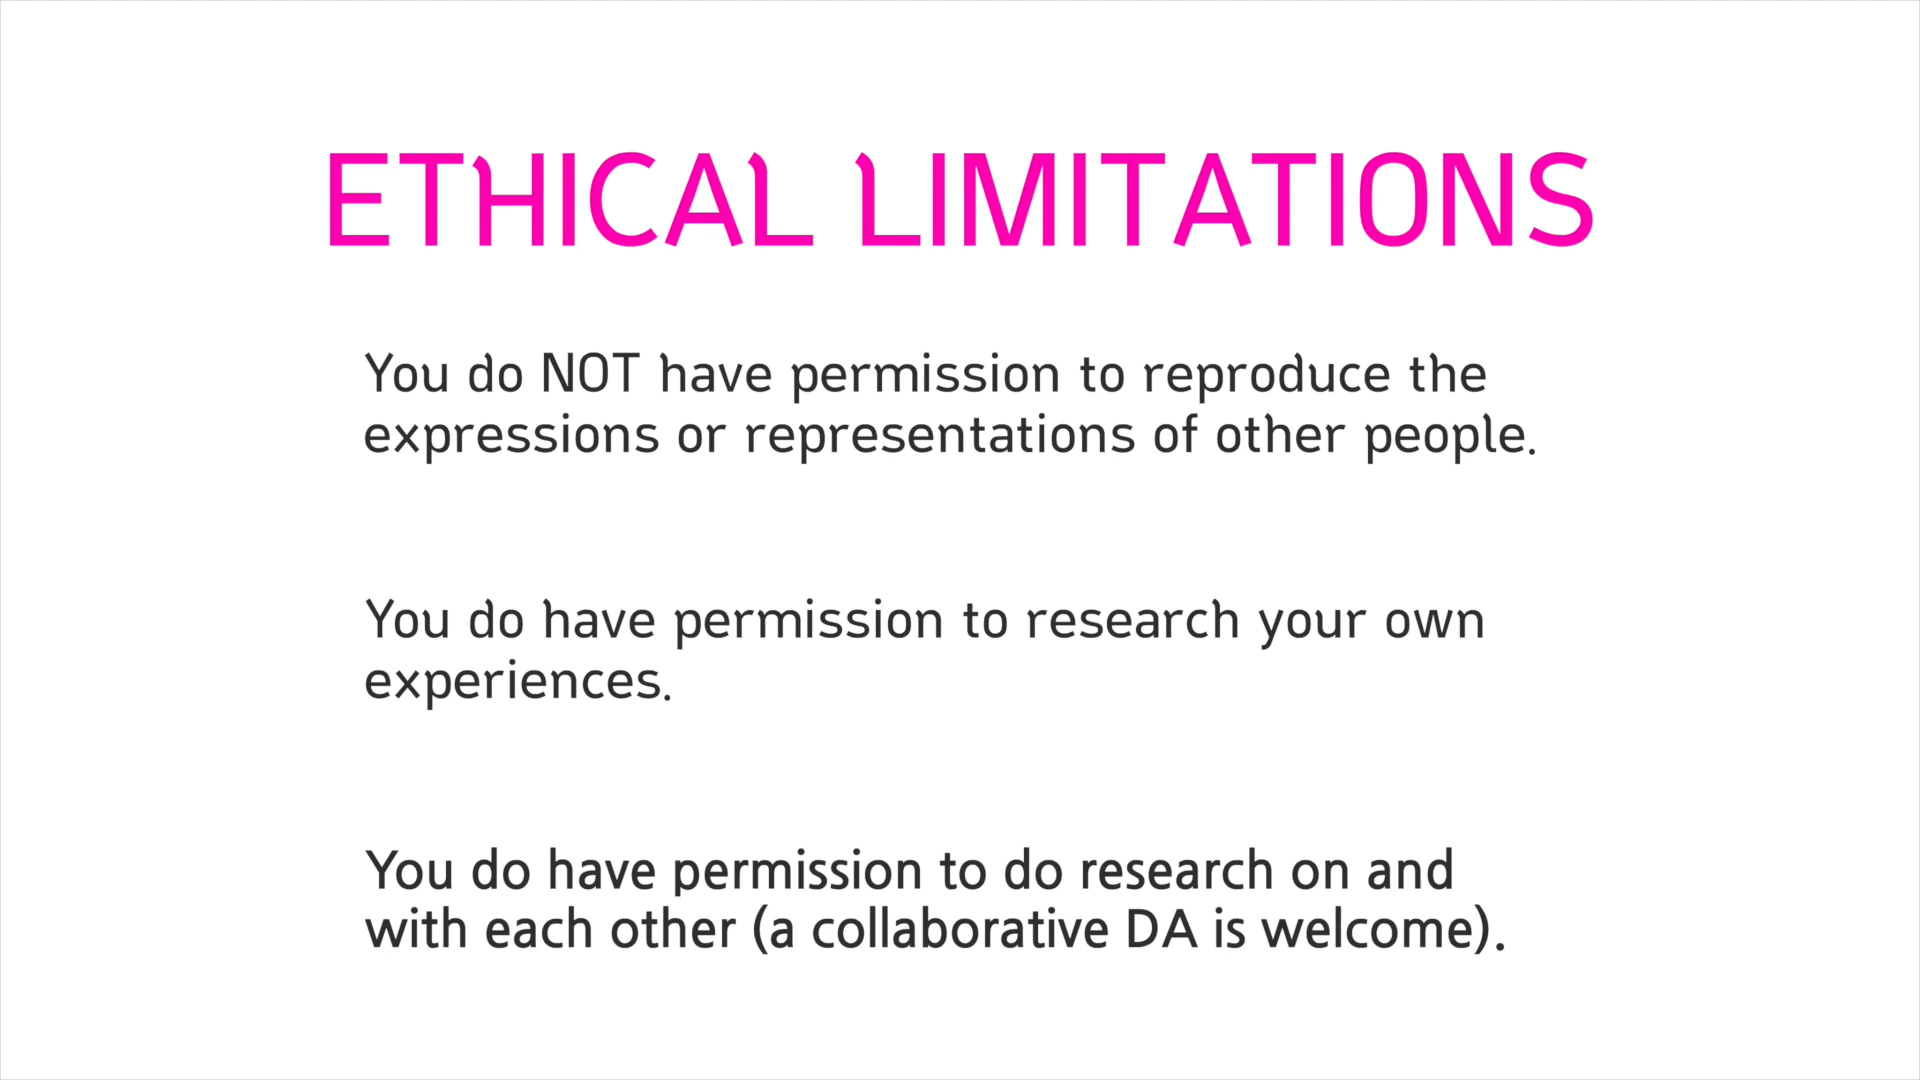 ETHICAL LIMITATIONS
You do NOT have permission to reproduce the
expressions or representations of other people.
You do have permission to research your own
experiences.
You do have permission to do research on and
with each other (a collaborative DA is welcome).